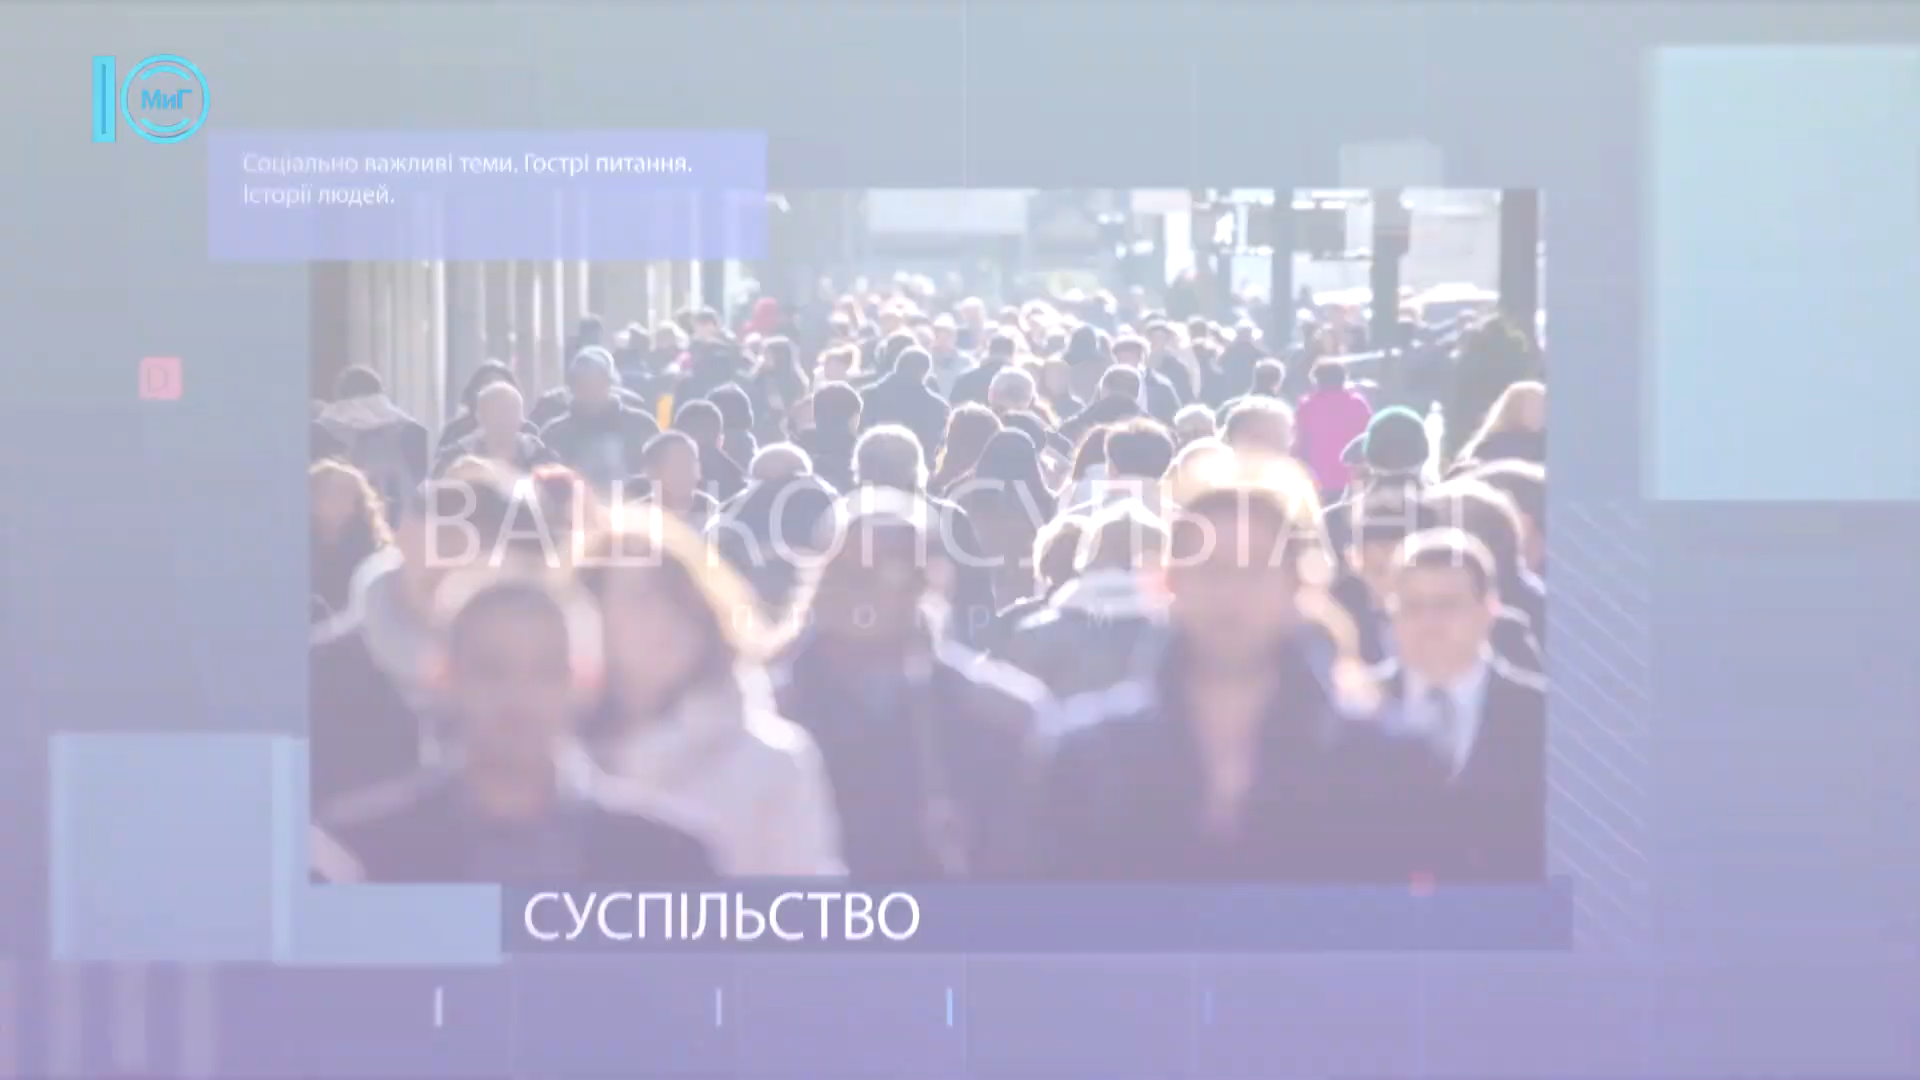 МиГ
Соціально важливі теми. Гострі питання.
Історії людей.
D
ВАШ КОНСУЛЬТАНТ
СУСПІЛЬСТВО